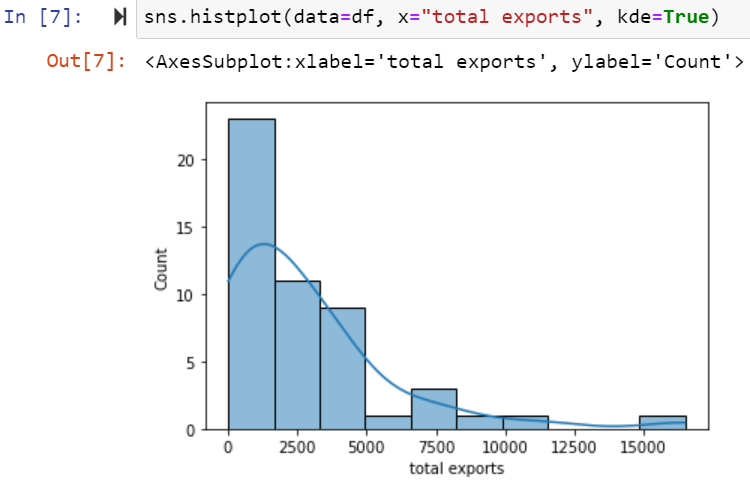 In [7]: sns.histplot(data=df, x="total exports", kde=True)
Out[7]: <AxesSubplot:xlabel='total exports', ylabel='Count'>
20
15
10
5
0
Count
0 2500 5000 7500 10000 12500 15000
total exports